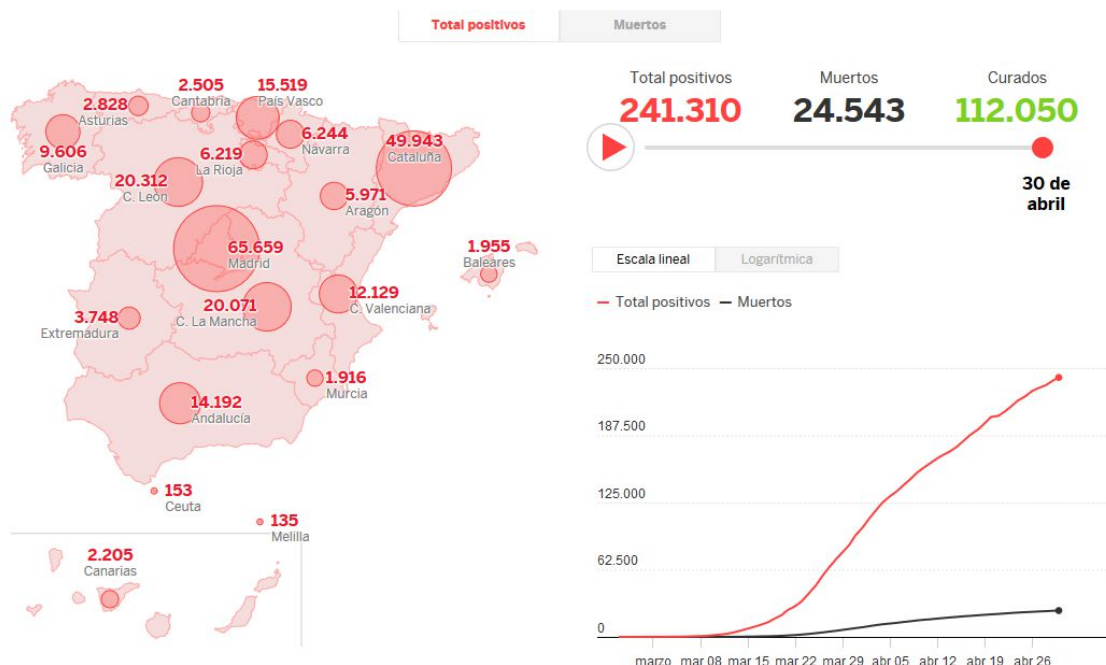 Total positivos
Muertos
2.505
Cantabria
15.519
País Vasco
2.828
Asturias
6.244
Navarra
49.943
Cataluña
9.606
Galicia
6.219
La Rioja
20.312
C. León
5.971
Aragón
65.659
Madrid
1.955
Baleares
12.129
C. Valenciana
20.071
C. La Mancha
3.748
Extremadura
1.916
Murcia
14.192
Andalucía
153
Ceuta
135
Melilla
2.205
Canarias
Total positivos
241.310
Muertos
24.543
Curados
112.050
30 de
abril
Escala lineal
Logarítmica
Total positivos
Muertos
250.000
187.500
125.000
62.500
0
marzo mar 08 mar 15 mar 22 mar 29 abr 05 abr 12 abr 19 abr 26